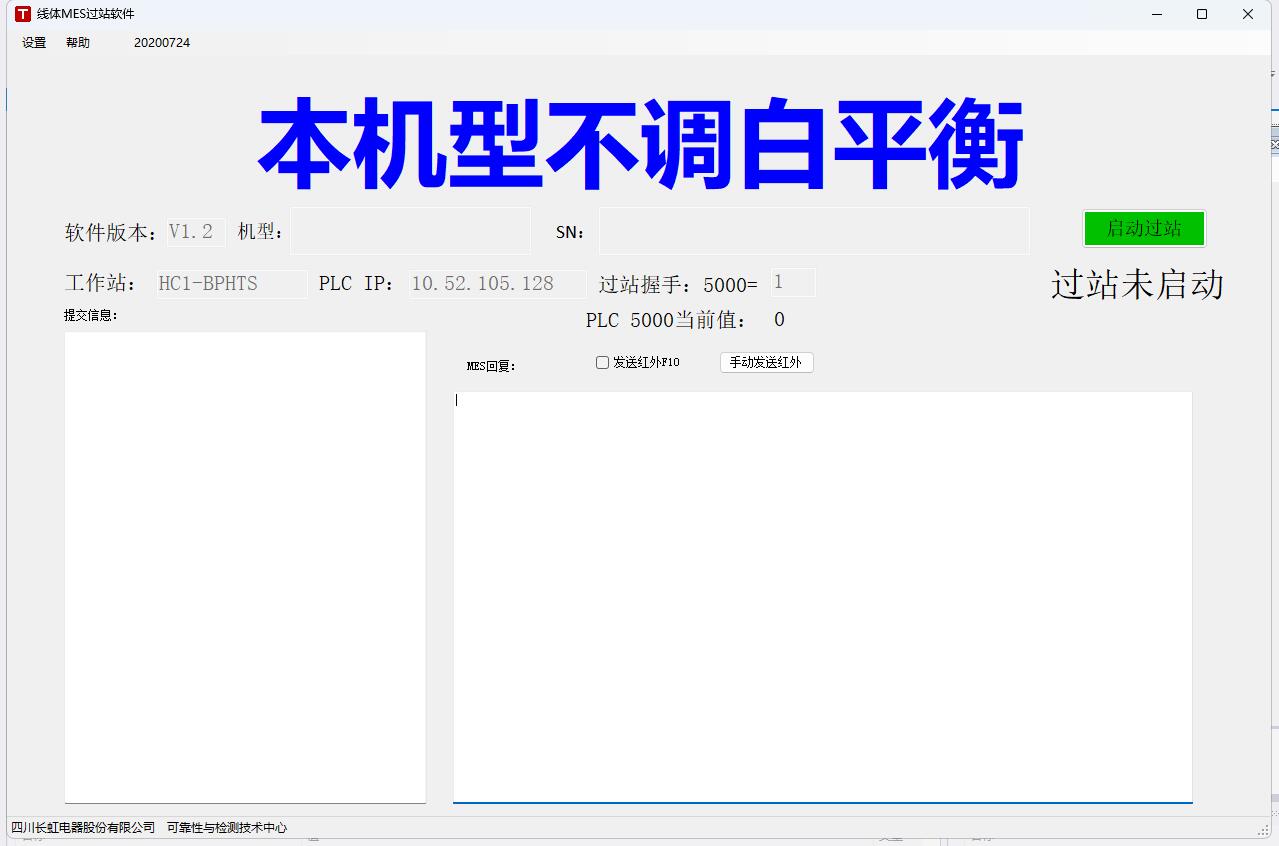 线体MES过站软件
设置 帮助 20200724
本机型不调白平衡
软件版本: V1.2 机型: SN: 启动过站
工作站: HC1-BPHTS PLC IP: 10.52.105.128 过站握手: 5000= 1 过站未启动
提交信息: PLC 5000当前值: 0
MES回复: 发送红外F10 手动发送红外
四川长虹电器股份有限公司 可靠性与检测技术中心